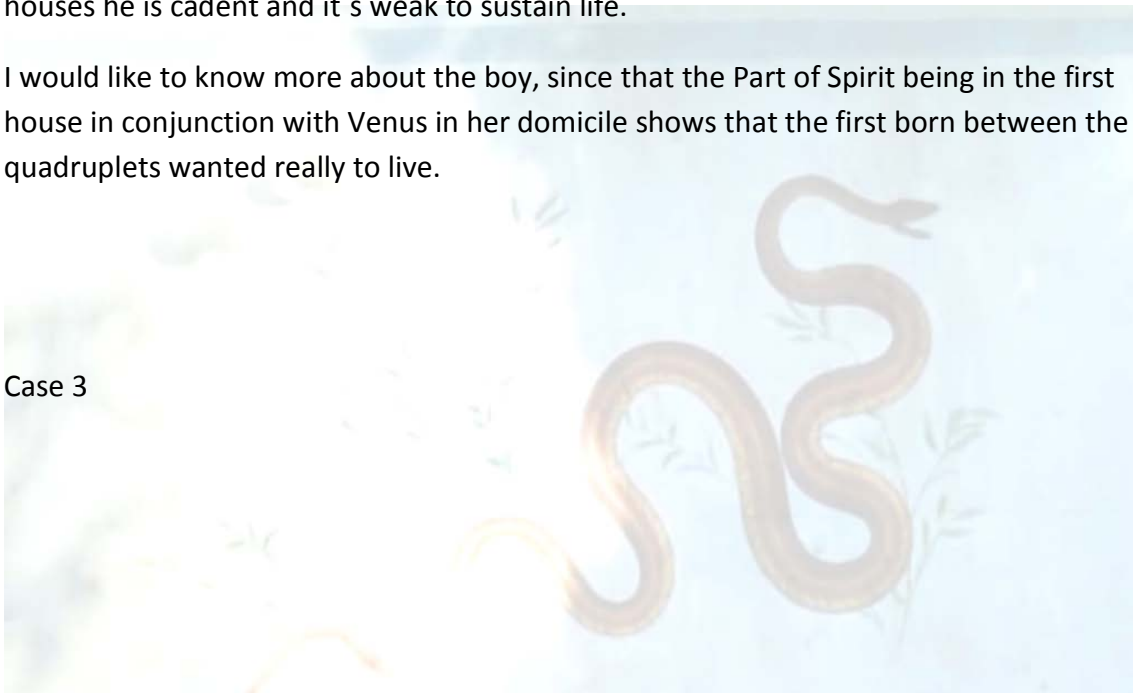 houses he is cadent and it´s weak to sustain life.
I would like to know more about the boy, since that the Part of Spirit being in the first
house in conjunction with Venus in her domicile shows that the first born between the
quadruplets wanted really to live.
Case 3